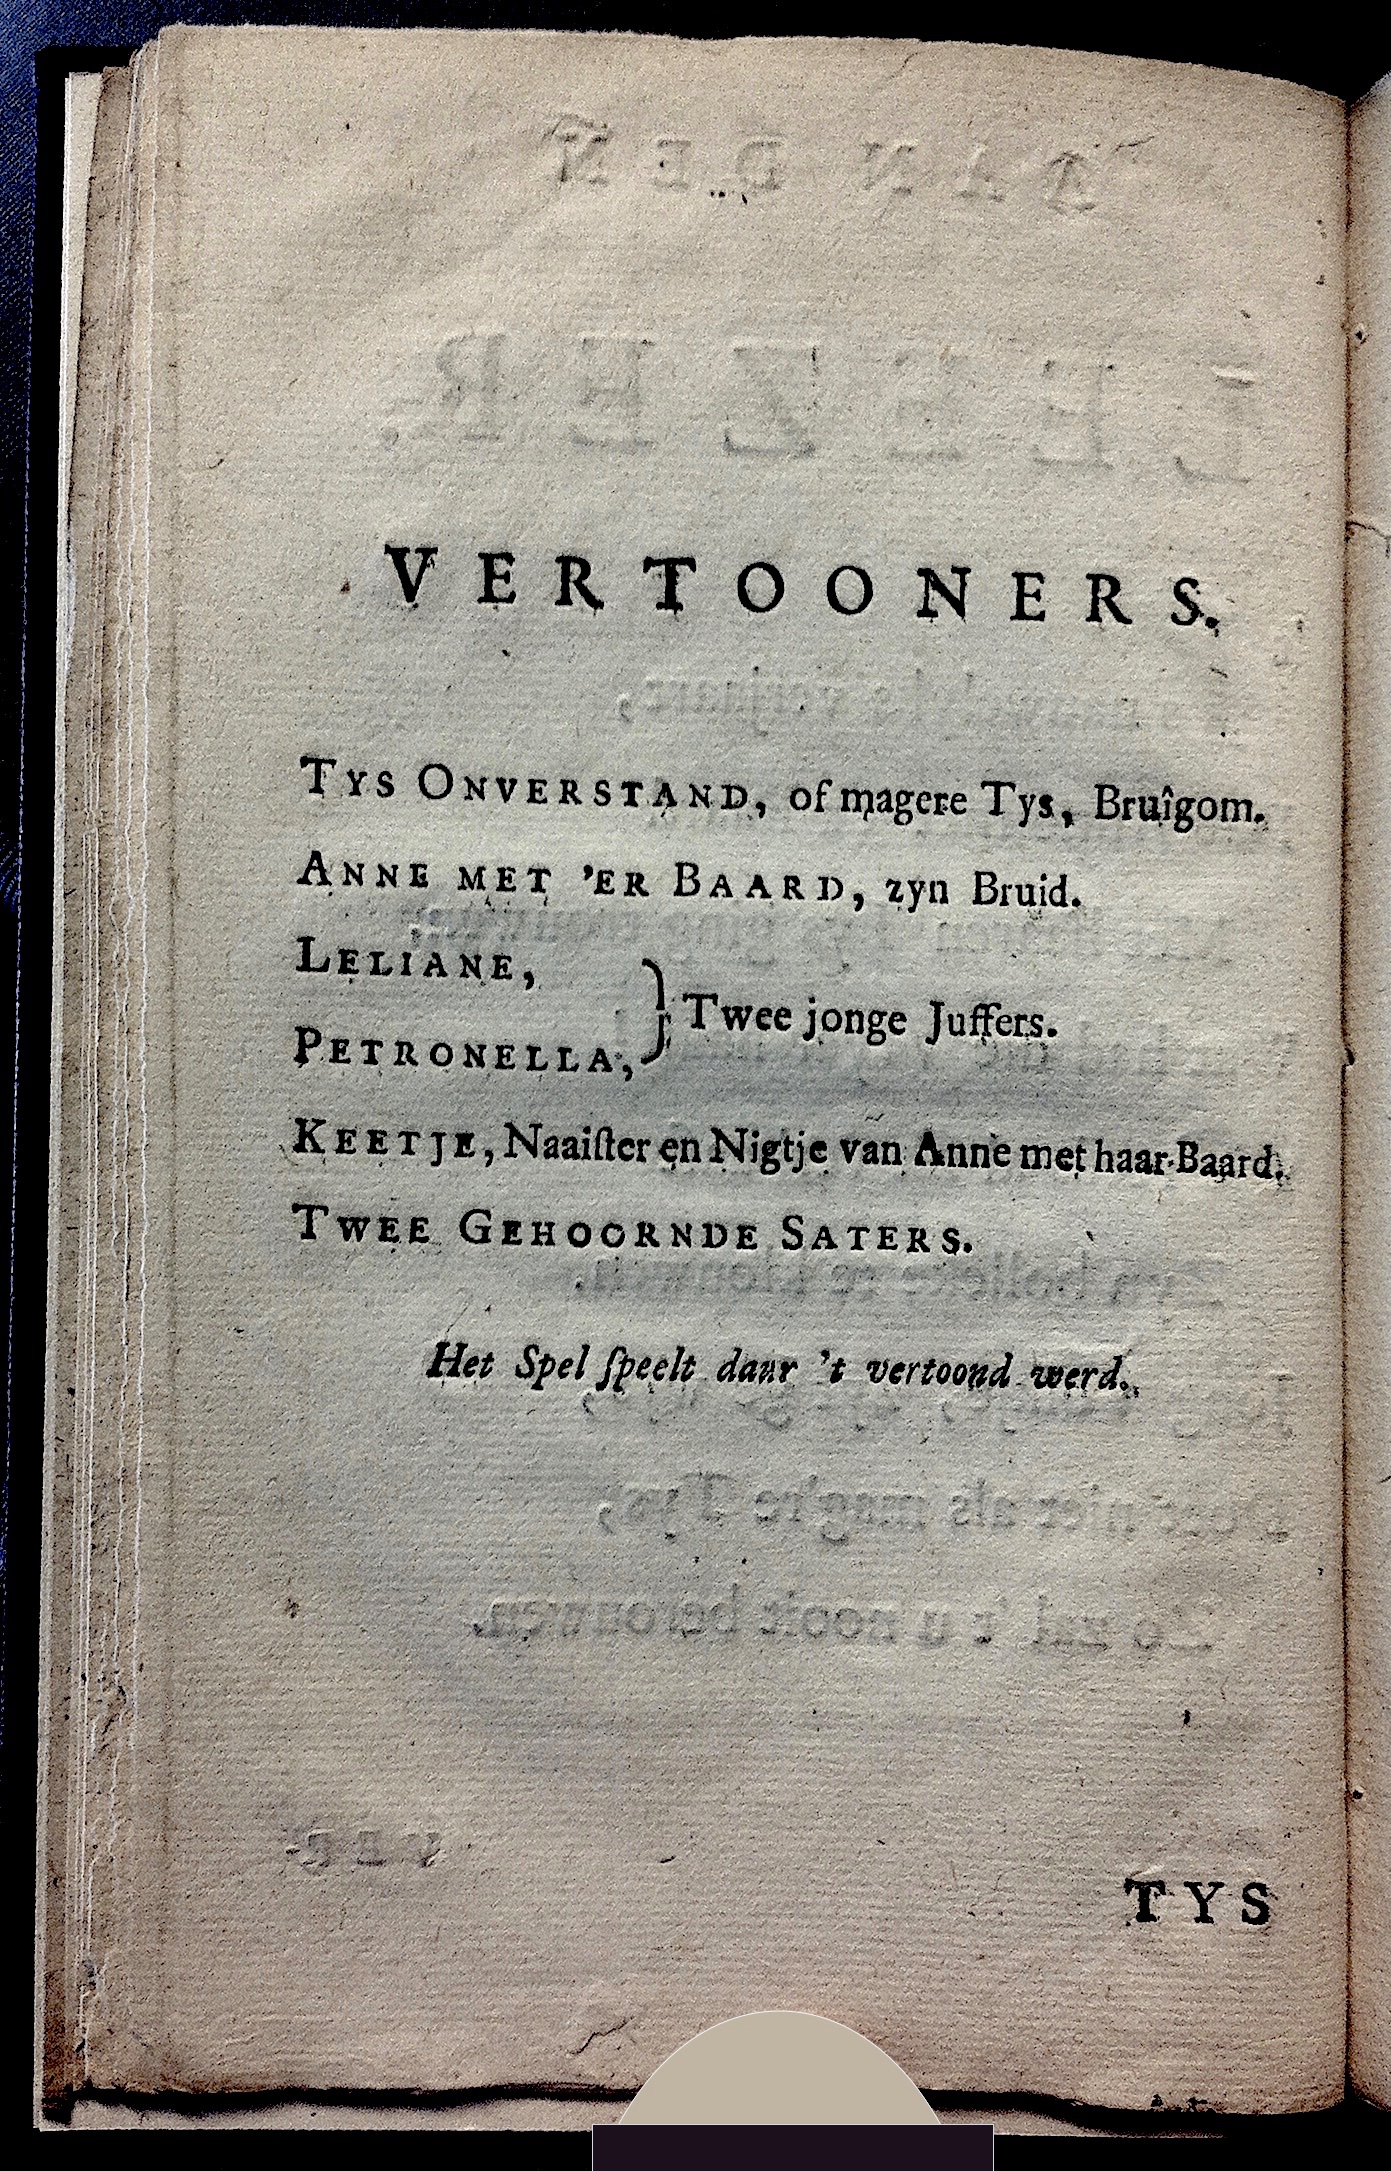 VERTOONERS.
TYS ONVERSTAND, of magere Tys, Bruîgom.
ANNE MET 'ER BAARD, zyn Bruid.
LELIANE,
PETRONELLA, } Twee jonge Juffers.
KEETJE, Naaiſter en Nigtje van Anne met haar Baard.
TWEE GEHOORNDE SATERS.
Het Spel ſpeelt daar 't vertoond werd.
TYS